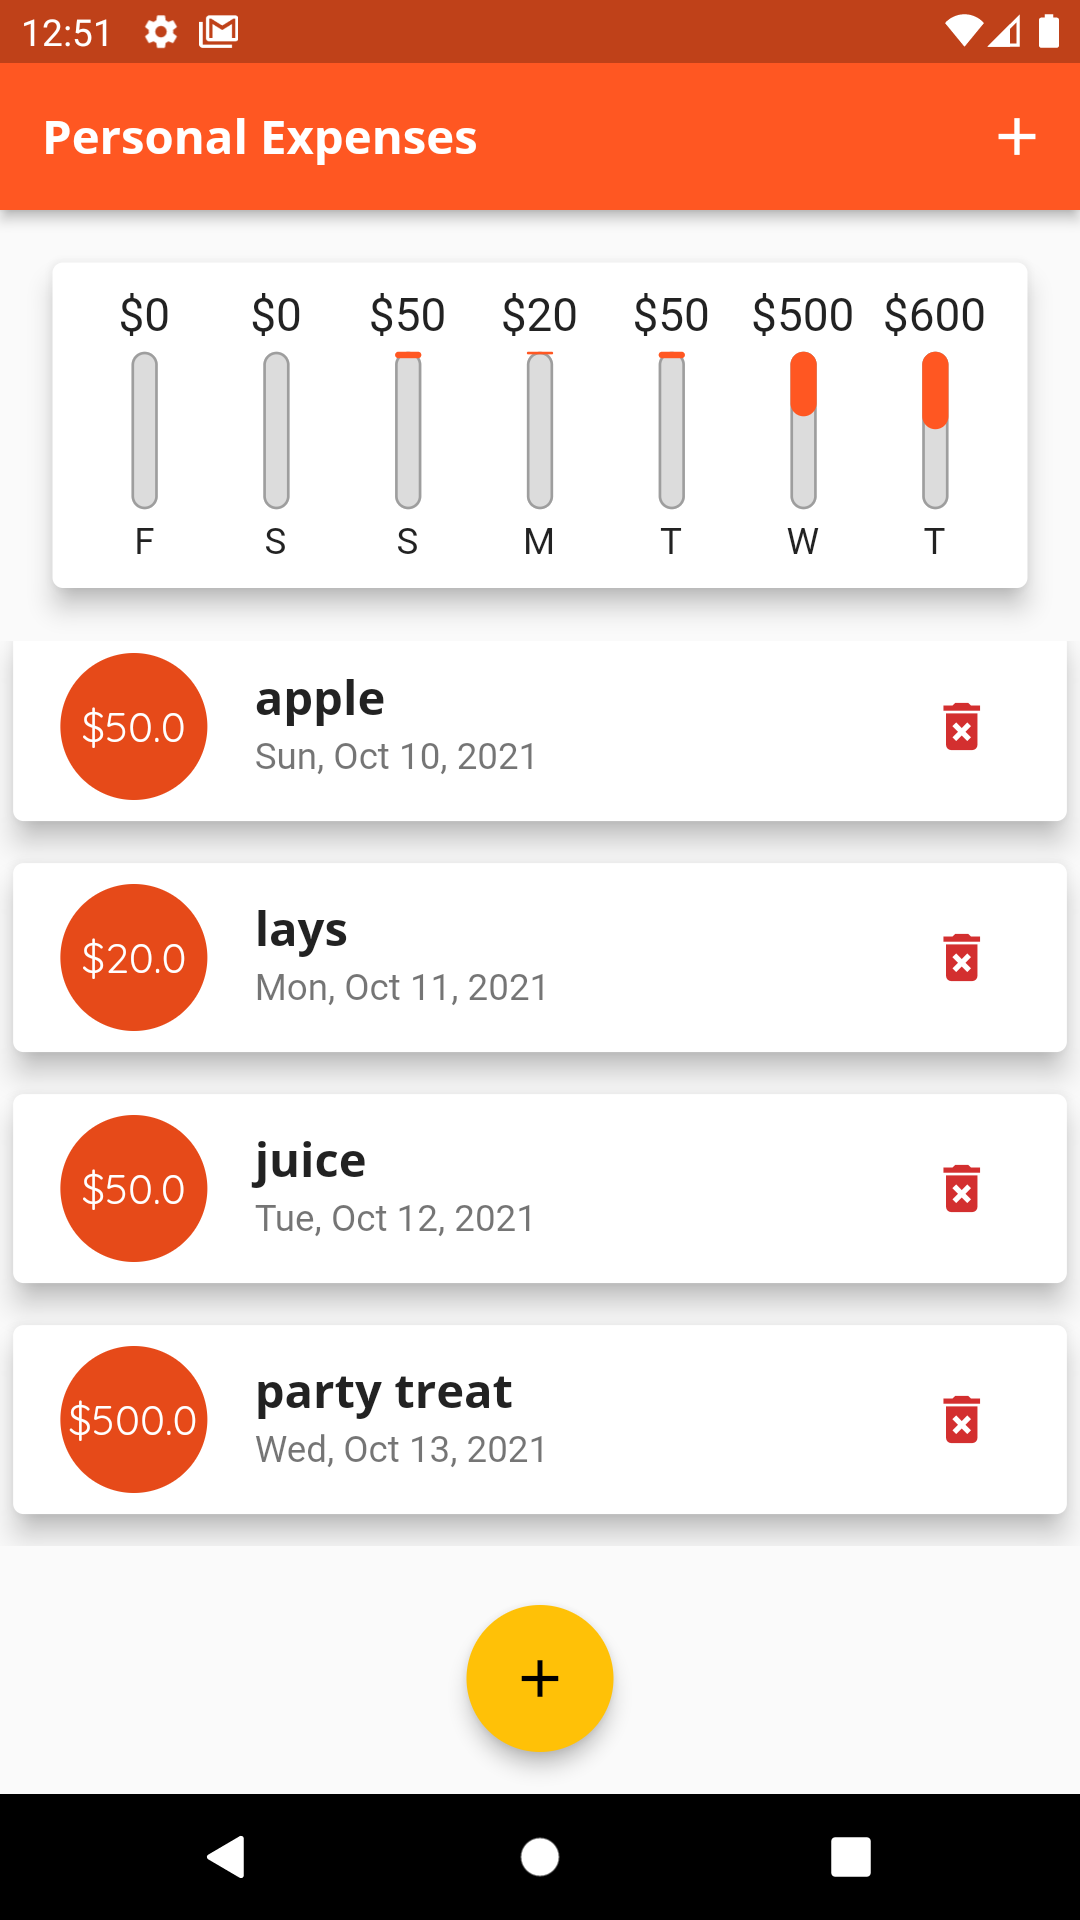 12:51
Personal Expenses
$0 $0 $50 $20 $50 $500 $600
F S S M T W T
$50.0
apple
Sun, Oct 10, 2021
$20.0
lays
Mon, Oct 11, 2021
$50.0
juice
Tue, Oct 12, 2021
$500.0
party treat
Wed, Oct 13, 2021